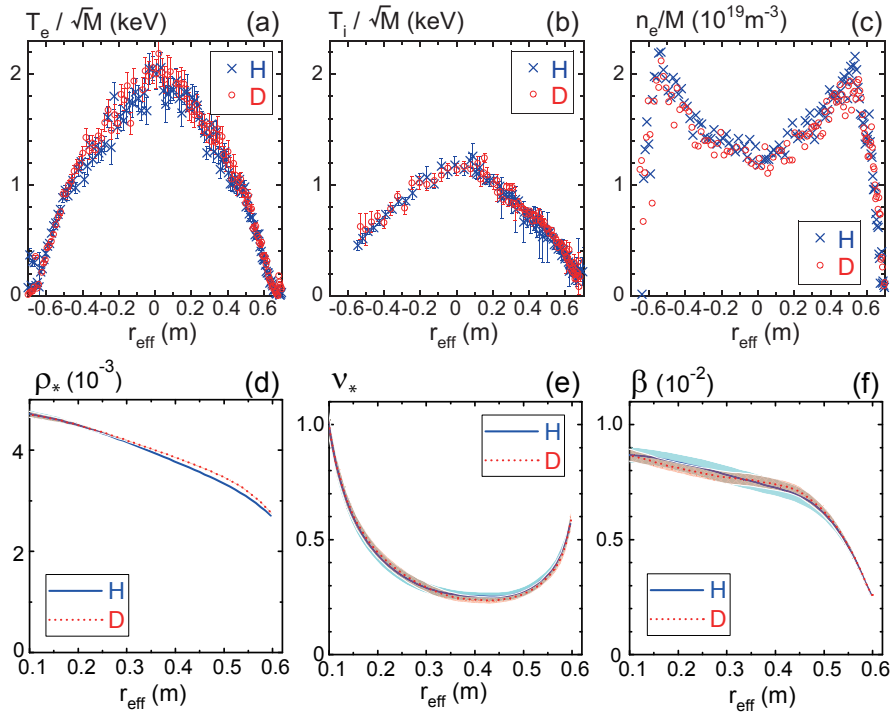 T_e / √M (keV) (a)
H
D
2
1
0
-0.6 -0.4 -0.2 0 0.2 0.4 0.6
r_eff (m)
T_i / √M (keV) (b)
H
D
2
1
0
-0.6 -0.4 -0.2 0 0.2 0.4 0.6
r_eff (m)
n_e/M (10^19 m^-3) (c)
H
D
2
1
0
-0.6 -0.4 -0.2 0 0.2 0.4 0.6
r_eff (m)
ρ_* (10^-3) (d)
H
D
4
2
0
0.1 0.2 0.3 0.4 0.5 0.6
r_eff (m)
ν_* (e)
H
D
1.0
0.5
0
0.1 0.2 0.3 0.4 0.5 0.6
r_eff (m)
β (10^-2) (f)
H
D
1.0
0.5
0
0.1 0.2 0.3 0.4 0.5 0.6
r_eff (m)